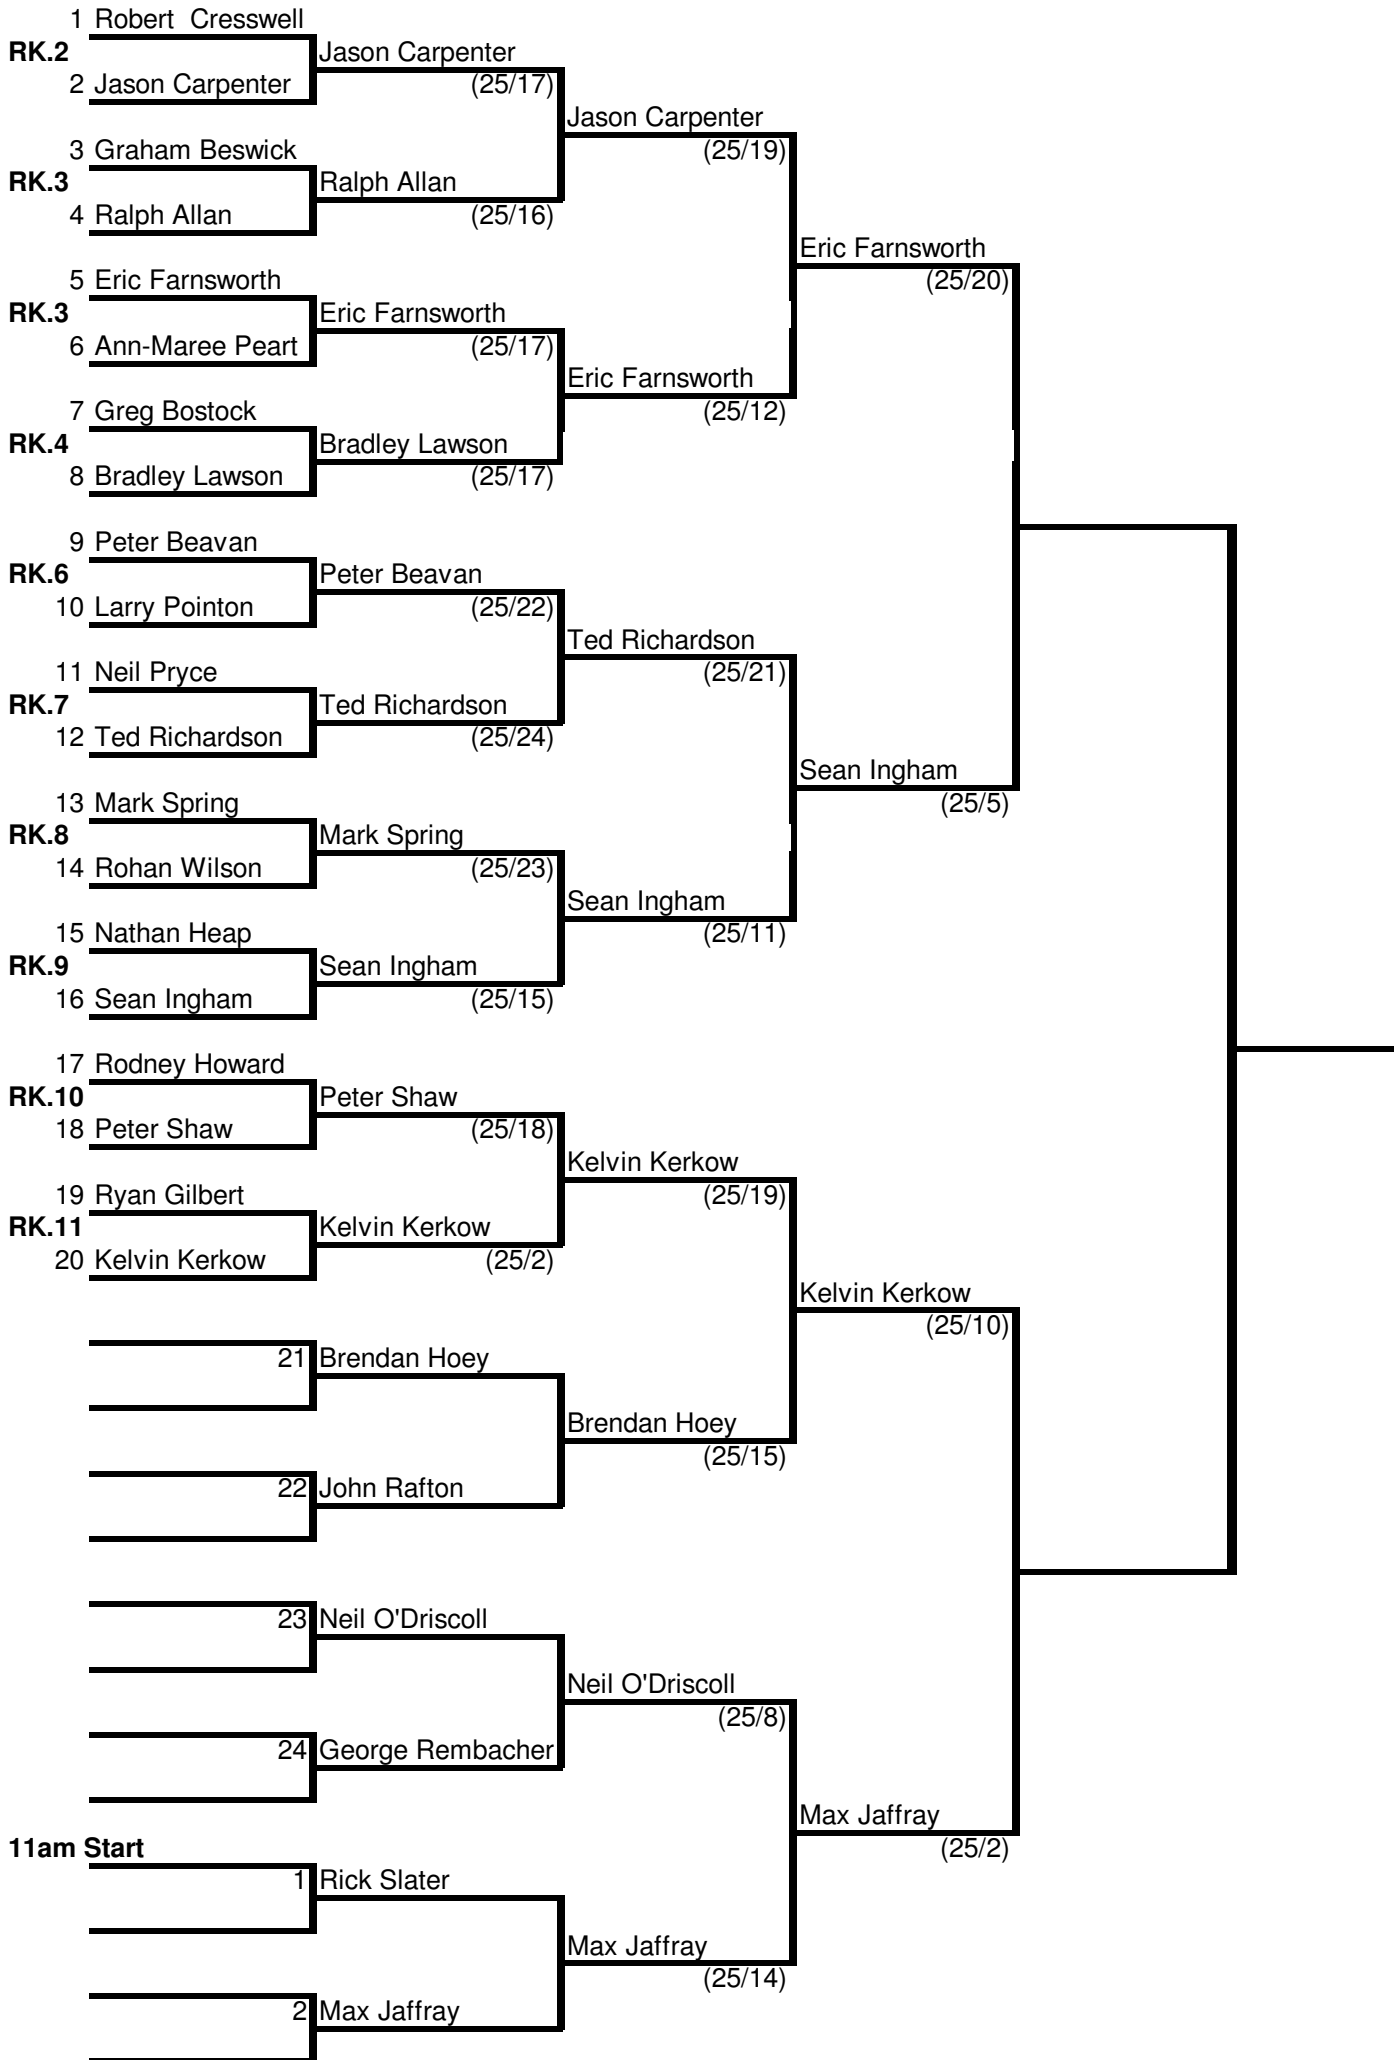 1 Robert  Cresswell
RK.2 Jason Carpenter
2 Jason Carpenter (25/17)
Jason Carpenter
3 Graham Beswick (25/19)
RK.3 Ralph Allan
4 Ralph Allan (25/16)
Eric Farnsworth
5 Eric Farnsworth (25/20)
RK.3 Eric Farnsworth
6 Ann-Maree Peart (25/17)
Eric Farnsworth
7 Greg Bostock (25/12)
RK.4 Bradley Lawson
8 Bradley Lawson (25/17)
9 Peter Beavan
RK.6 Peter Beavan
10 Larry Pointon (25/22)
Ted Richardson
11 Neil Pryce (25/21)
RK.7 Ted Richardson
12 Ted Richardson (25/24)
Sean Ingham
13 Mark Spring (25/5)
RK.8 Mark Spring
14 Rohan Wilson (25/23)
Sean Ingham
15 Nathan Heap (25/11)
RK.9 Sean Ingham
16 Sean Ingham (25/15)
17 Rodney Howard
RK.10 Peter Shaw
18 Peter Shaw (25/18)
Kelvin Kerkow
19 Ryan Gilbert (25/19)
RK.11 Kelvin Kerkow
20 Kelvin Kerkow (25/2)
Kelvin Kerkow
(25/10)
21 Brendan Hoey
Brendan Hoey
(25/15)
22 John Rafton
23 Neil O'Driscoll
Neil O'Driscoll
(25/8)
24 George Rembacher
Max Jaffray
11am Start (25/2)
1 Rick Slater
Max Jaffray
(25/14)
2 Max Jaffray